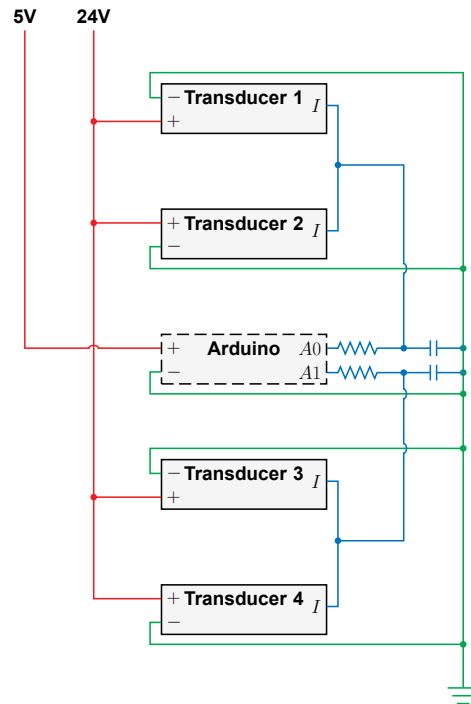 5V 24V
− Transducer 1 I
+
+ Transducer 2 I
−
+ Arduino A0
− A1
− Transducer 3 I
+
+ Transducer 4 I
−